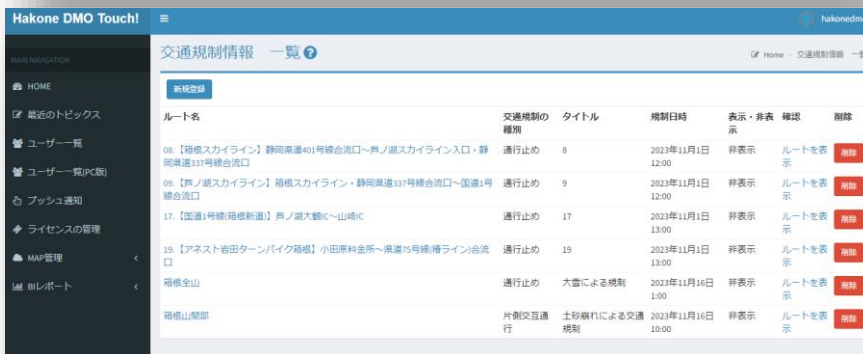 Hakone DMO Touch!
hakonedm
MAIN NAVIGATION
HOME
最近のトピックス
ユーザー一覧
ユーザー一覧(PC版)
プッシュ通知
ライセンスの管理
MAP管理
BIレポート
交通規制情報 一覧
Home
交通規制情報 一覧
新規登録
ルート名 交通規制の タイトル 規制日時 表示・非表 確認 削除
種別 示
08.【箱根スカイライン】静岡県道401号線合流口～芦ノ湖スカイライン入口・静 通行止め 8 2023年11月1日 非表示 ルートを表 削除
岡県道337号線合流口 12:00 示
09.【芦ノ湖スカイライン】箱根スカイライン・静岡県道337号線合流口～国道1号 通行止め 9 2023年11月1日 非表示 ルートを表 削除
線合流口 12:00 示
17.【国道1号線(箱根新道)】芦ノ湖大観IC～山崎IC 通行止め 17 2023年11月1日 非表示 ルートを表 削除
13:00 示
19.【アネスト岩田ターンパイク箱根】小田原料金所～県道75号線(椿ライン)合流 通行止め 19 2023年11月1日 非表示 ルートを表 削除
口 13:00 示
箱根全山 通行止め 大雪による規制 2023年11月16日 非表示 ルートを表 削除
1:00 示
箱根山間部 片側交互通 土砂崩れによる交通 2023年11月16日 非表示 ルートを表 削除
行 規制 10:00 示